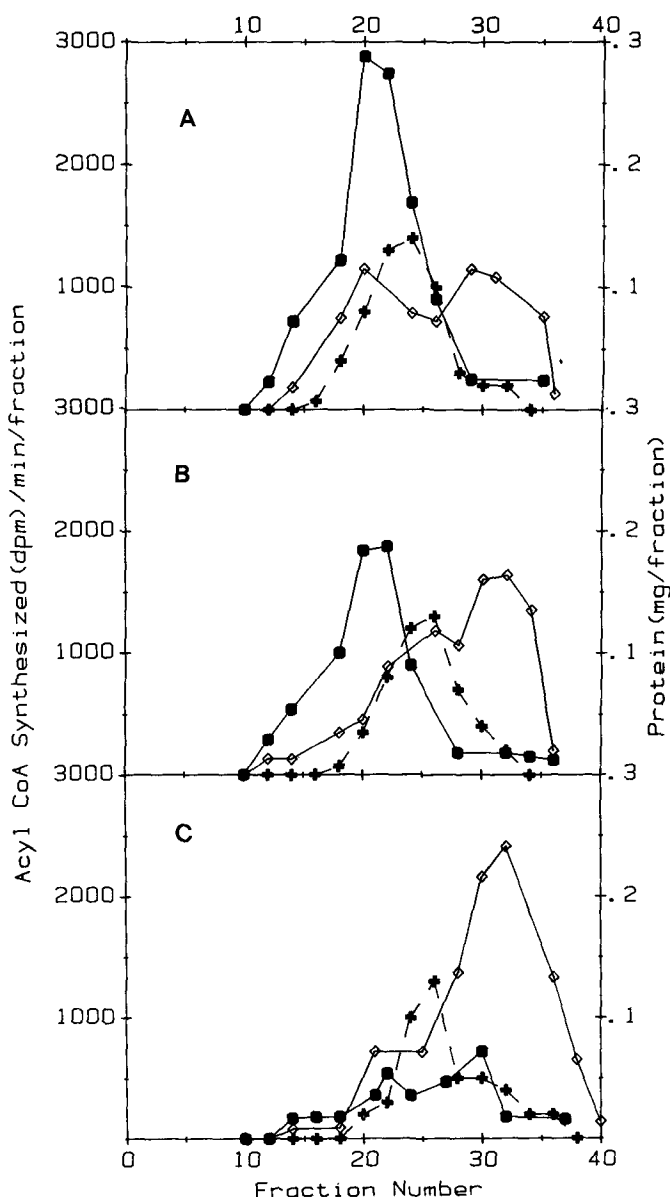 10 20 30 40
3000 .3
A
2000 .2
1000 .1
3000 .3
B
2000 .2
1000 .1
3000 .3
C
2000 .2
1000 .1
0 10 20 30 40
Fraction Number
Acyl CoA Synthesized(dpm)/min/fraction
Protein(mg/fraction)